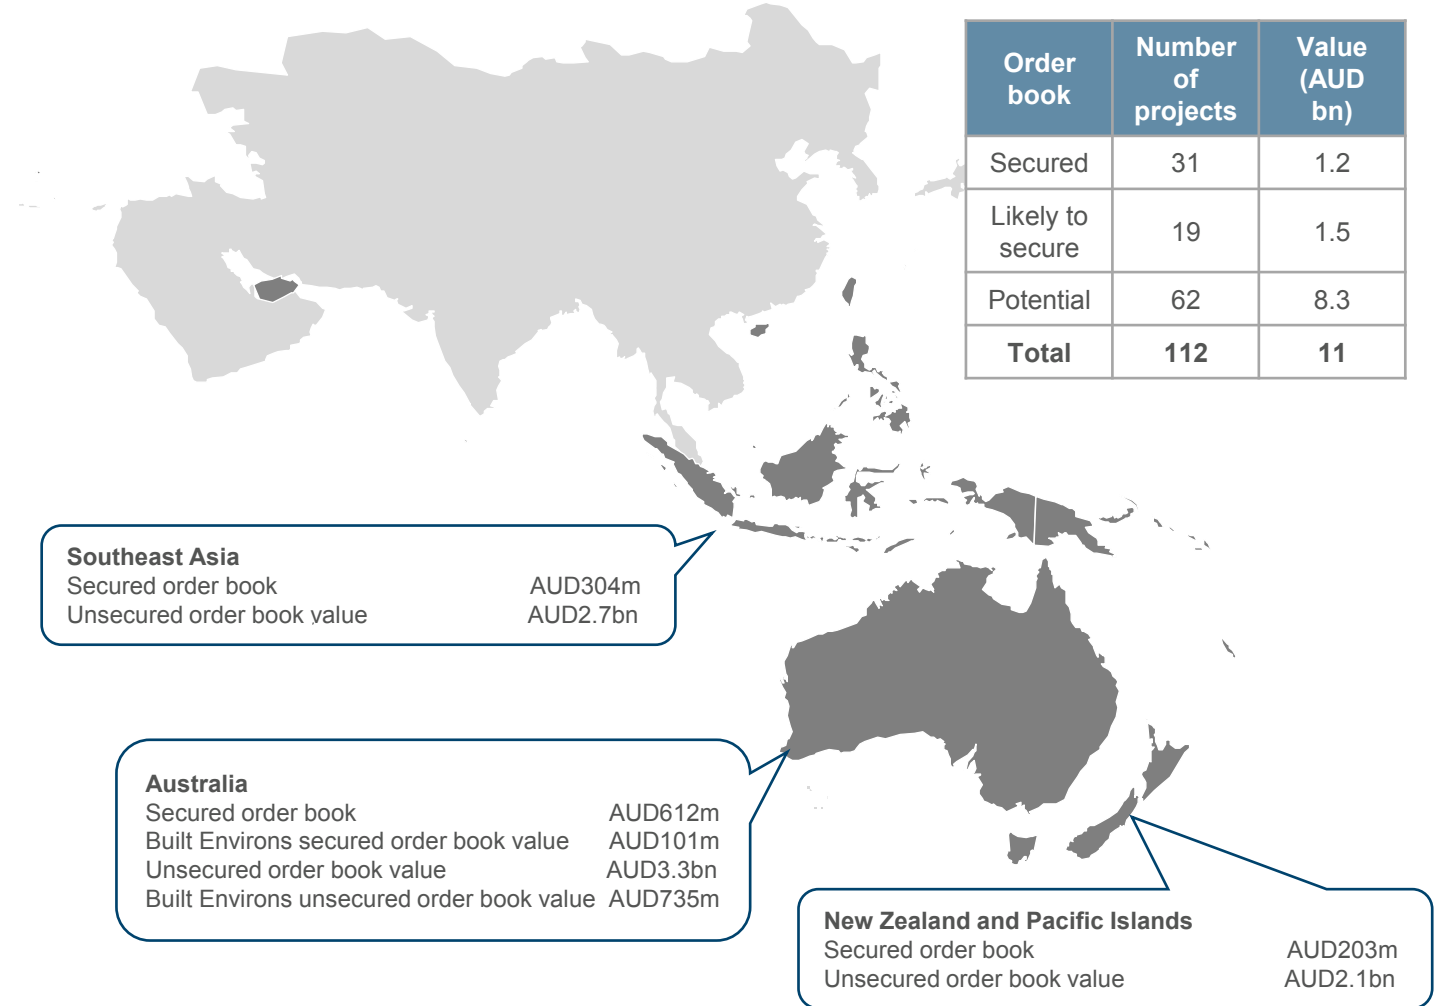 Order book Number of projects Value (AUD bn)
Secured 31 1.2
Likely to secure 19 1.5
Potential 62 8.3
Total 112 11
Southeast Asia
Secured order book AUD304m
Unsecured order book value AUD2.7bn
Australia
Secured order book AUD612m
Built Environs secured order book value AUD101m
Unsecured order book value AUD3.3bn
Built Environs unsecured order book value AUD735m
New Zealand and Pacific Islands
Secured order book AUD203m
Unsecured order book value AUD2.1bn